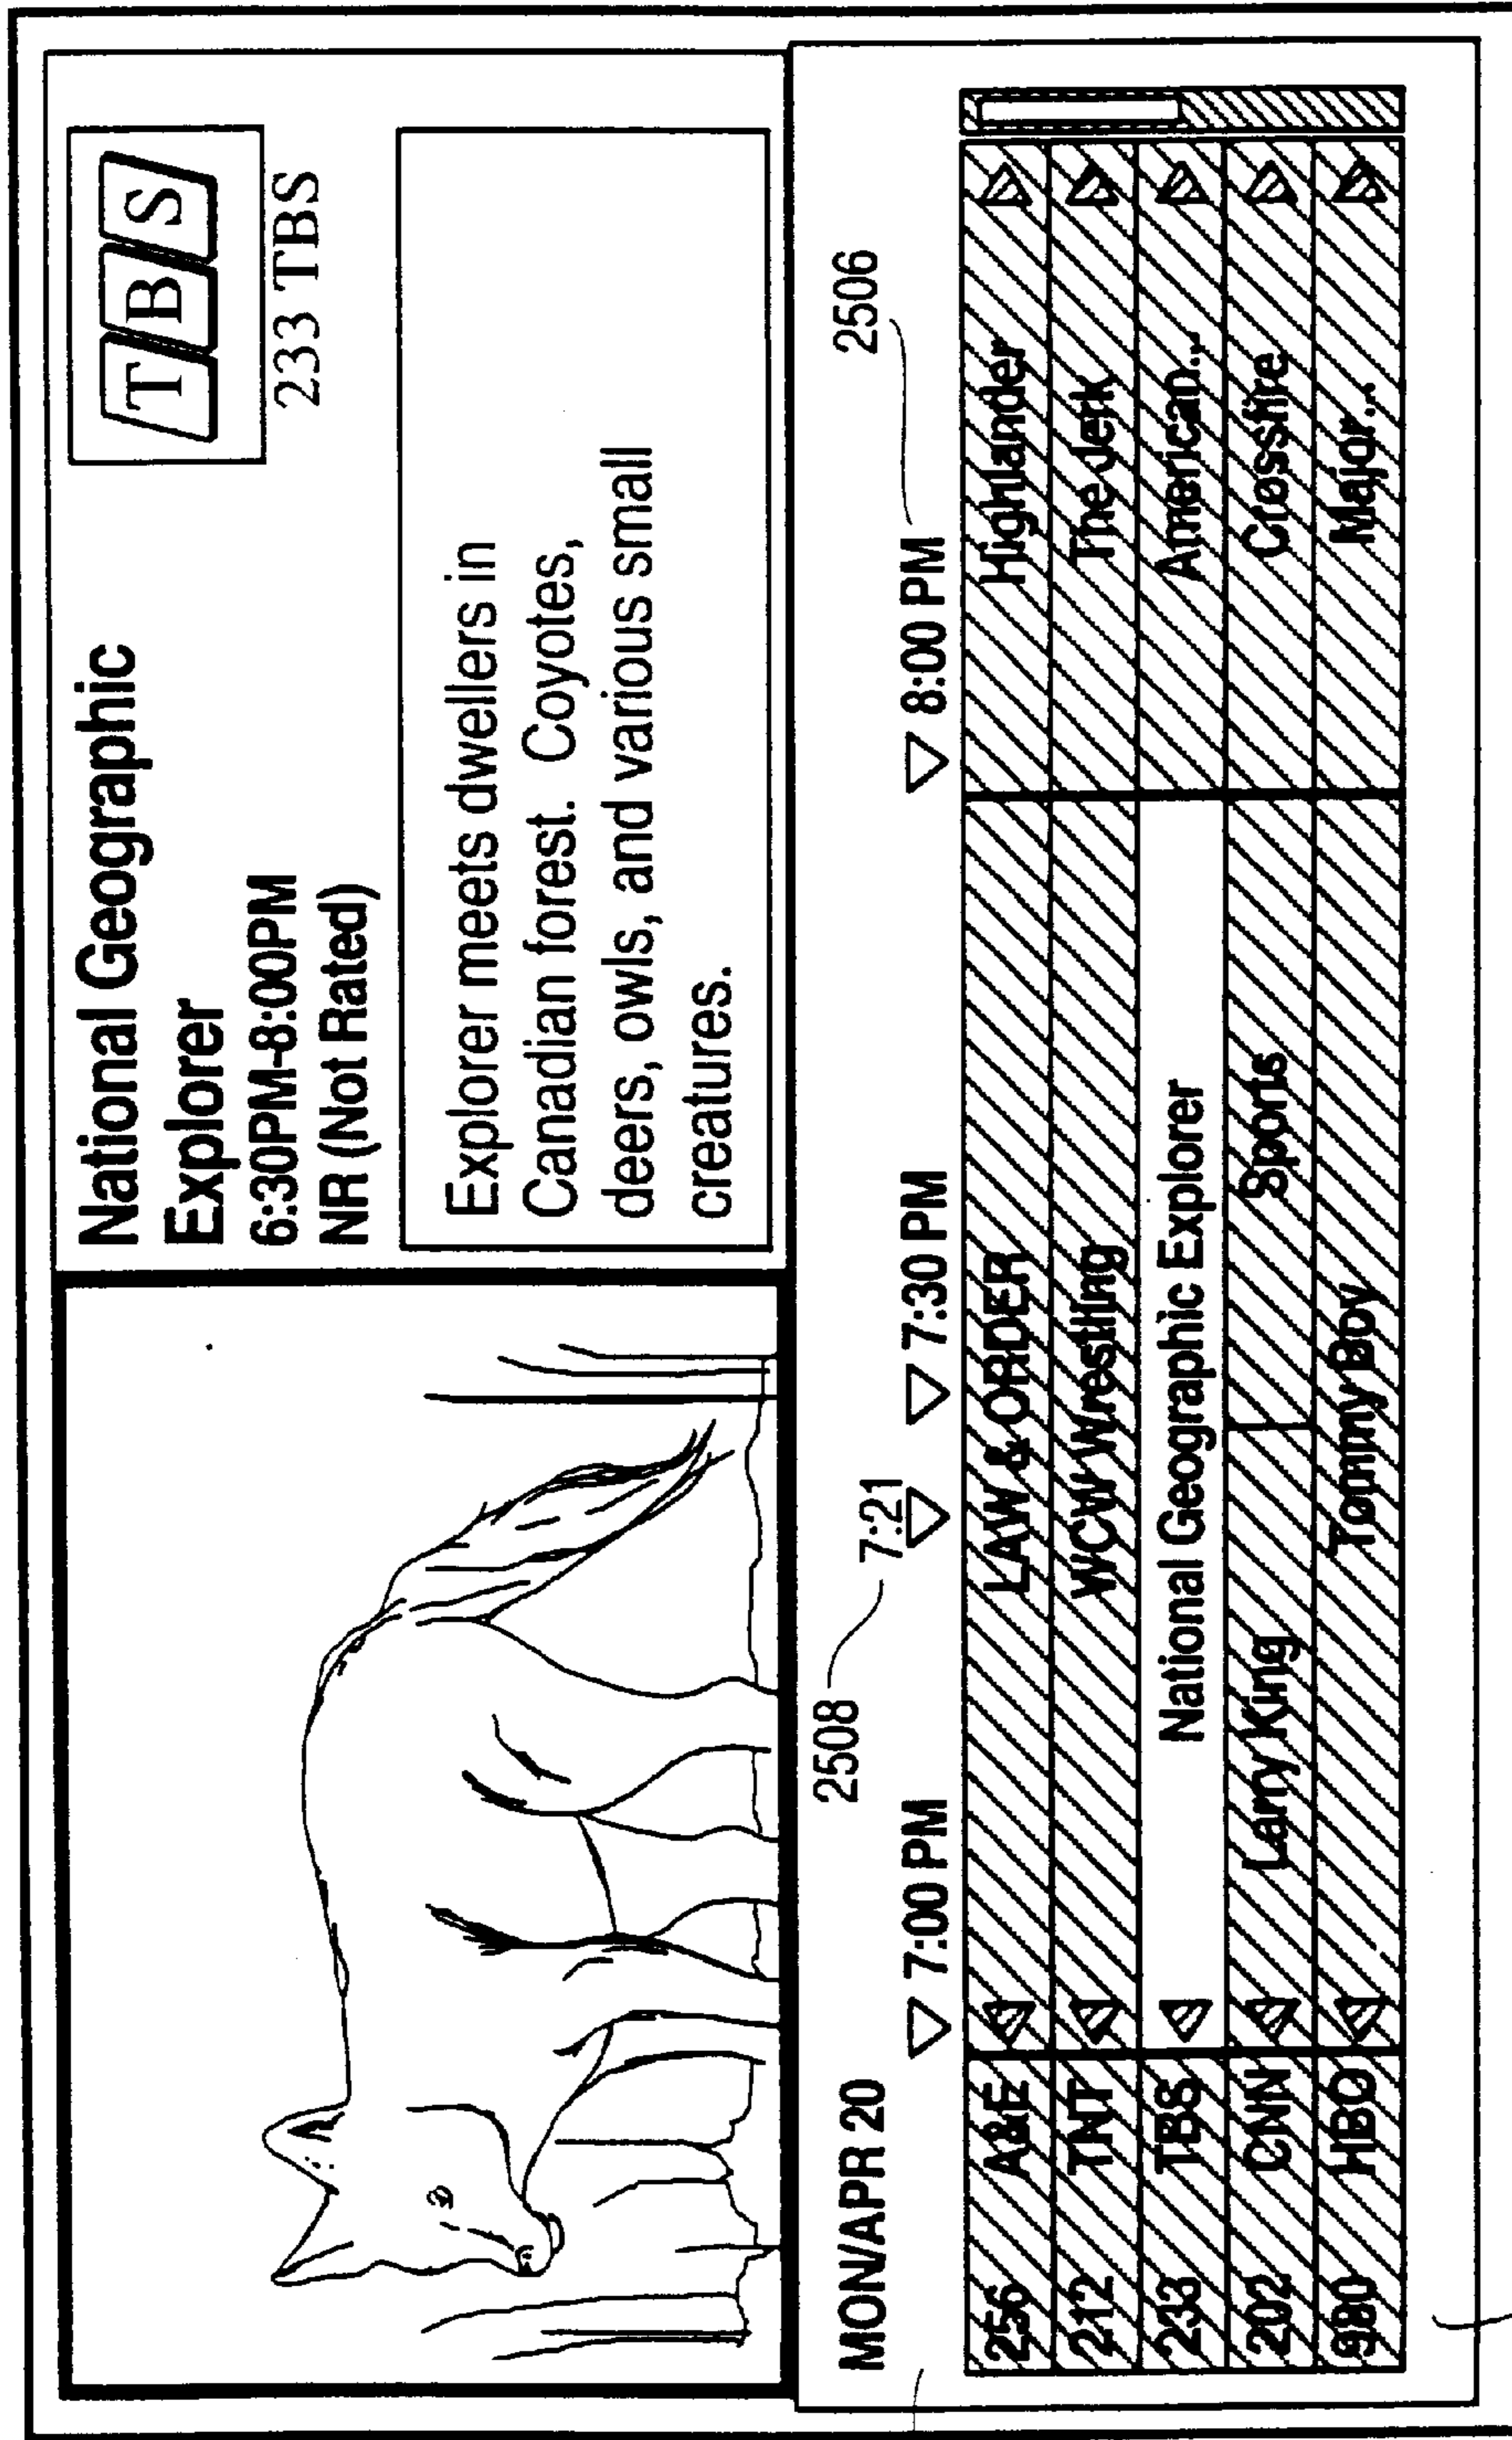 National Geographic
Explorer
6:30PM-8:00PM
NR (Not Rated)
T B S
233 TBS
Explorer meets dwellers in
Canadian forest. Coyotes,
deers, owls, and various small
creatures.
2508
7:21
2506
MON/APR 20
7:00 PM 7:30 PM 8:00 PM
256 A&E LAW & ORDER Highlander
212 TNT WCW Wrestling The Jerk
233 TBS National Geographic Explorer American...
202 CNN Larry King Sports Crossfire
980 HBO Tommy Boy Major...